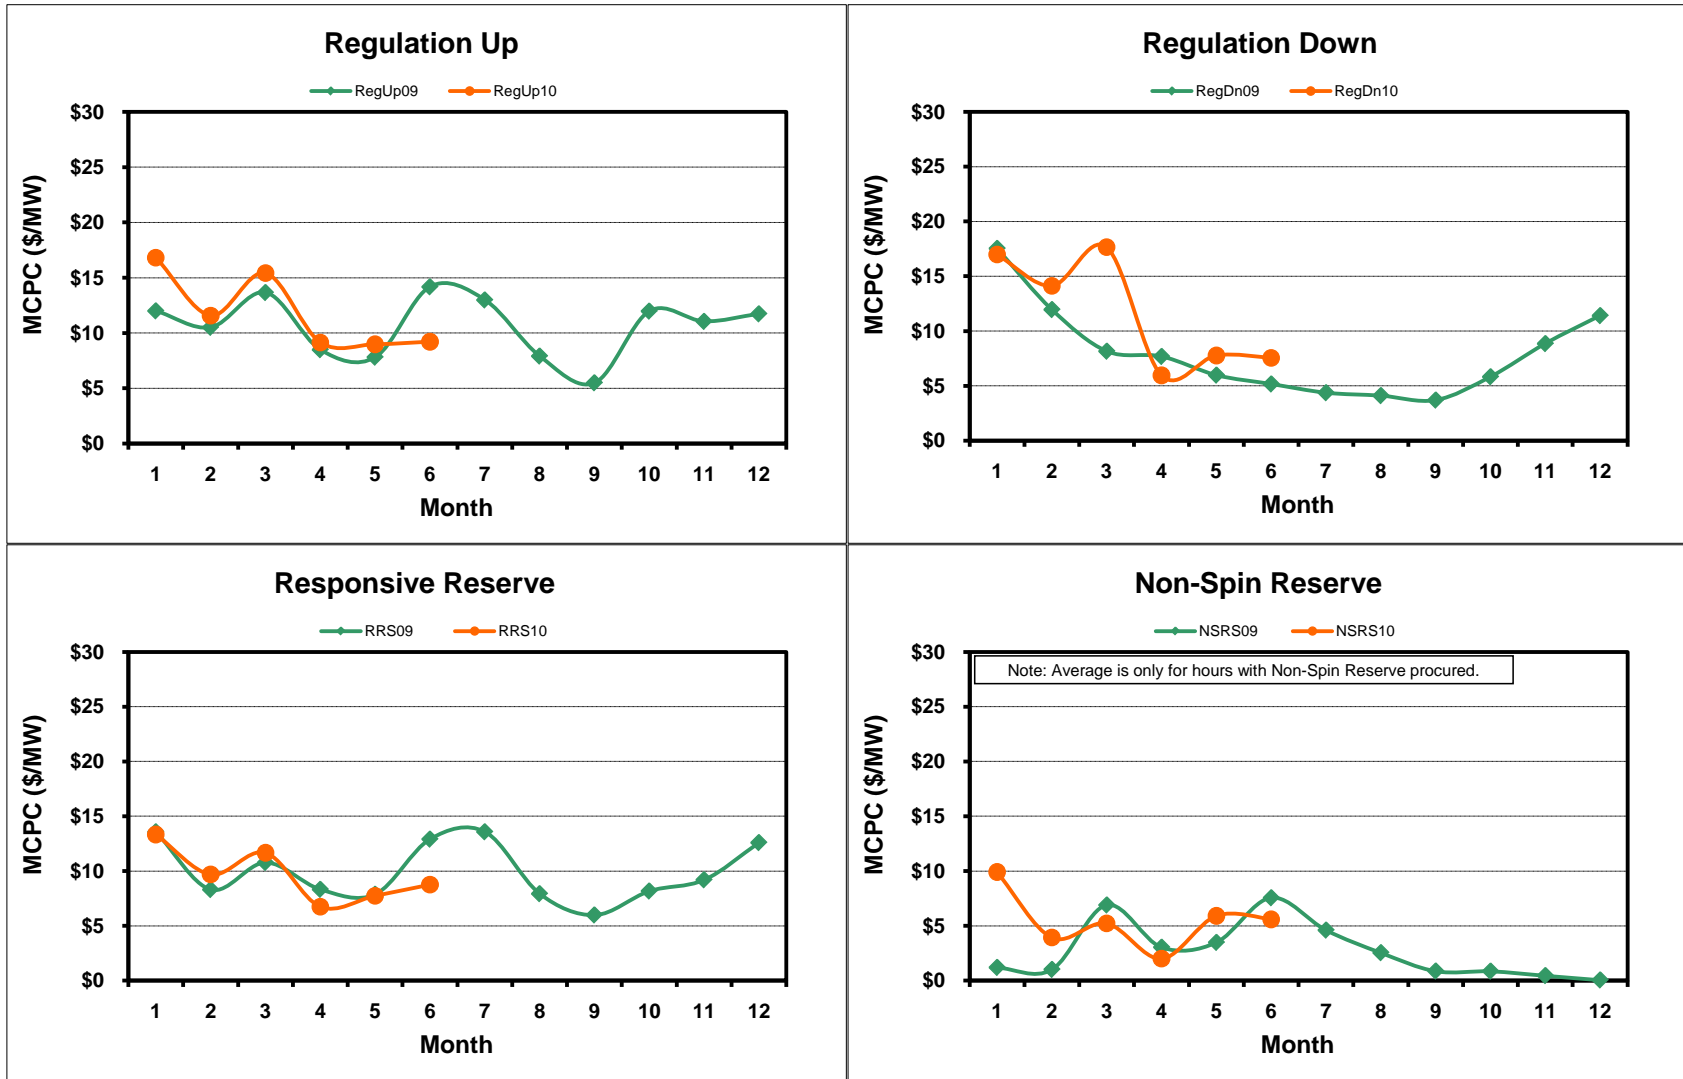 Regulation Up
RegUp09 RegUp10
MCPC ($/MW)
$30
$25
$20
$15
$10
$5
$0
1 2 3 4 5 6 7 8 9 10 11 12
Month
Regulation Down
RegDn09 RegDn10
MCPC ($/MW)
$30
$25
$20
$15
$10
$5
$0
1 2 3 4 5 6 7 8 9 10 11 12
Month
Responsive Reserve
RRS09 RRS10
MCPC ($/MW)
$30
$25
$20
$15
$10
$5
$0
1 2 3 4 5 6 7 8 9 10 11 12
Month
Non-Spin Reserve
NSRS09 NSRS10
Note: Average is only for hours with Non-Spin Reserve procured.
MCPC ($/MW)
$30
$25
$20
$15
$10
$5
$0
1 2 3 4 5 6 7 8 9 10 11 12
Month